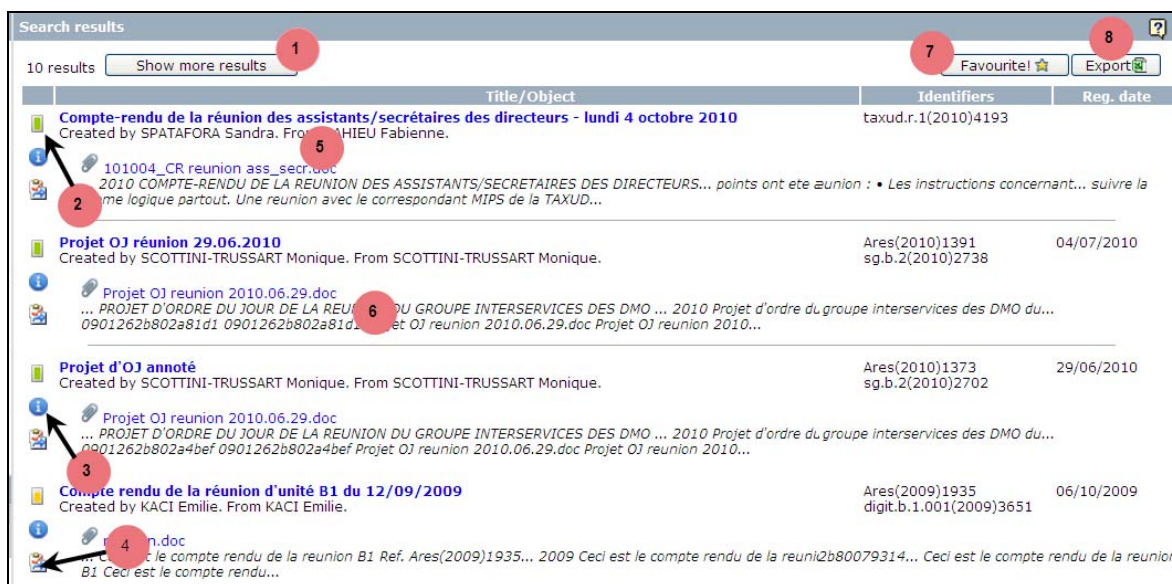 Search results
8
1
7
10 results Show more results Favourite! Export
Title/Object Identifiers Reg. date
Compte-rendu de la réunion des assistants/secrétaires des directeurs - lundi 4 octobre 2010 taxud.r.1(2010)4193
Created by SPATAFORA Sandra. From AHIEU Fabienne.
5
101004_CR reunion ass_secr.doc
2010 COMPTE-RENDU DE LA REUNION DES ASSISTANTS/SECRETAIRES DES DIRECTEURS... points ont ete æunion : • Les instructions concernant... suivre la
2
me logique partout. Une reunion avec le correspondant MIPS de la TAXUD...
Projet OJ réunion 29.06.2010 Ares(2010)1391 04/07/2010
Created by SCOTTINI-TRUSSART Monique. From SCOTTINI-TRUSSART Monique. sg.b.2(2010)2738
Projet OJ reunion 2010.06.29.doc
6
... PROJET D'ORDRE DU JOUR DE LA REU DU GROUPE INTERSERVICES DES DMO ... 2010 Projet d'ordre du groupe interservices des DMO du...
0901262b802a81d1 0901262b802a81d1 et OJ reunion 2010.06.29.doc Projet OJ reunion 2010...
Projet d'OJ annoté Ares(2010)1373 29/06/2010
Created by SCOTTINI-TRUSSART Monique. From SCOTTINI-TRUSSART Monique. sg.b.2(2010)2702
Projet OJ reunion 2010.06.29.doc
... PROJET D'ORDRE DU JOUR DE LA REUNION DU GROUPE INTERSERVICES DES DMO ... 2010 Projet d'ordre du groupe interservices des DMO du...
0901262b802a4bef 0901262b802a4bef Projet OJ reunion 2010.06.29.doc Projet OJ reunion 2010...
3
Compte rendu de la réunion d'unité B1 du 12/09/2009 Ares(2009)1935 06/10/2009
Created by KACI Emilie. From KACI Emilie. digit.b.1.001(2009)3651
4
n.doc
... C t le compte rendu de la reunion B1 Ref. Ares(2009)1935... 2009 Ceci est le compte rendu de la reuni2b80079314... Ceci est le compte rendu de la reunion
B1 Ceci est le compte rendu...